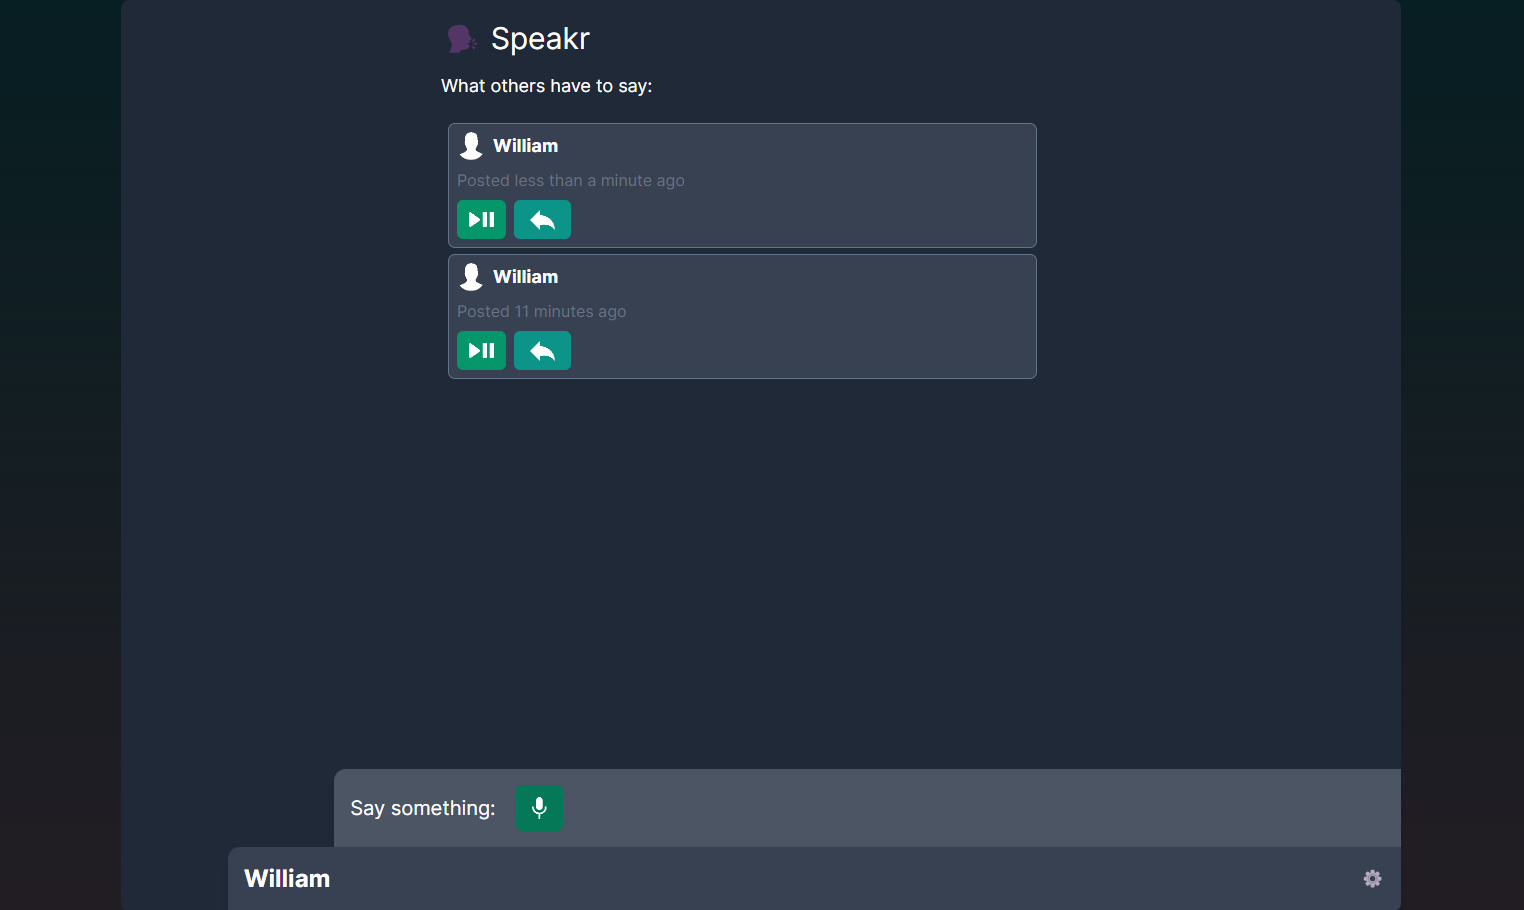 Speakr
What others have to say:
William
Posted less than a minute ago
William
Posted 11 minutes ago
Say something:
William